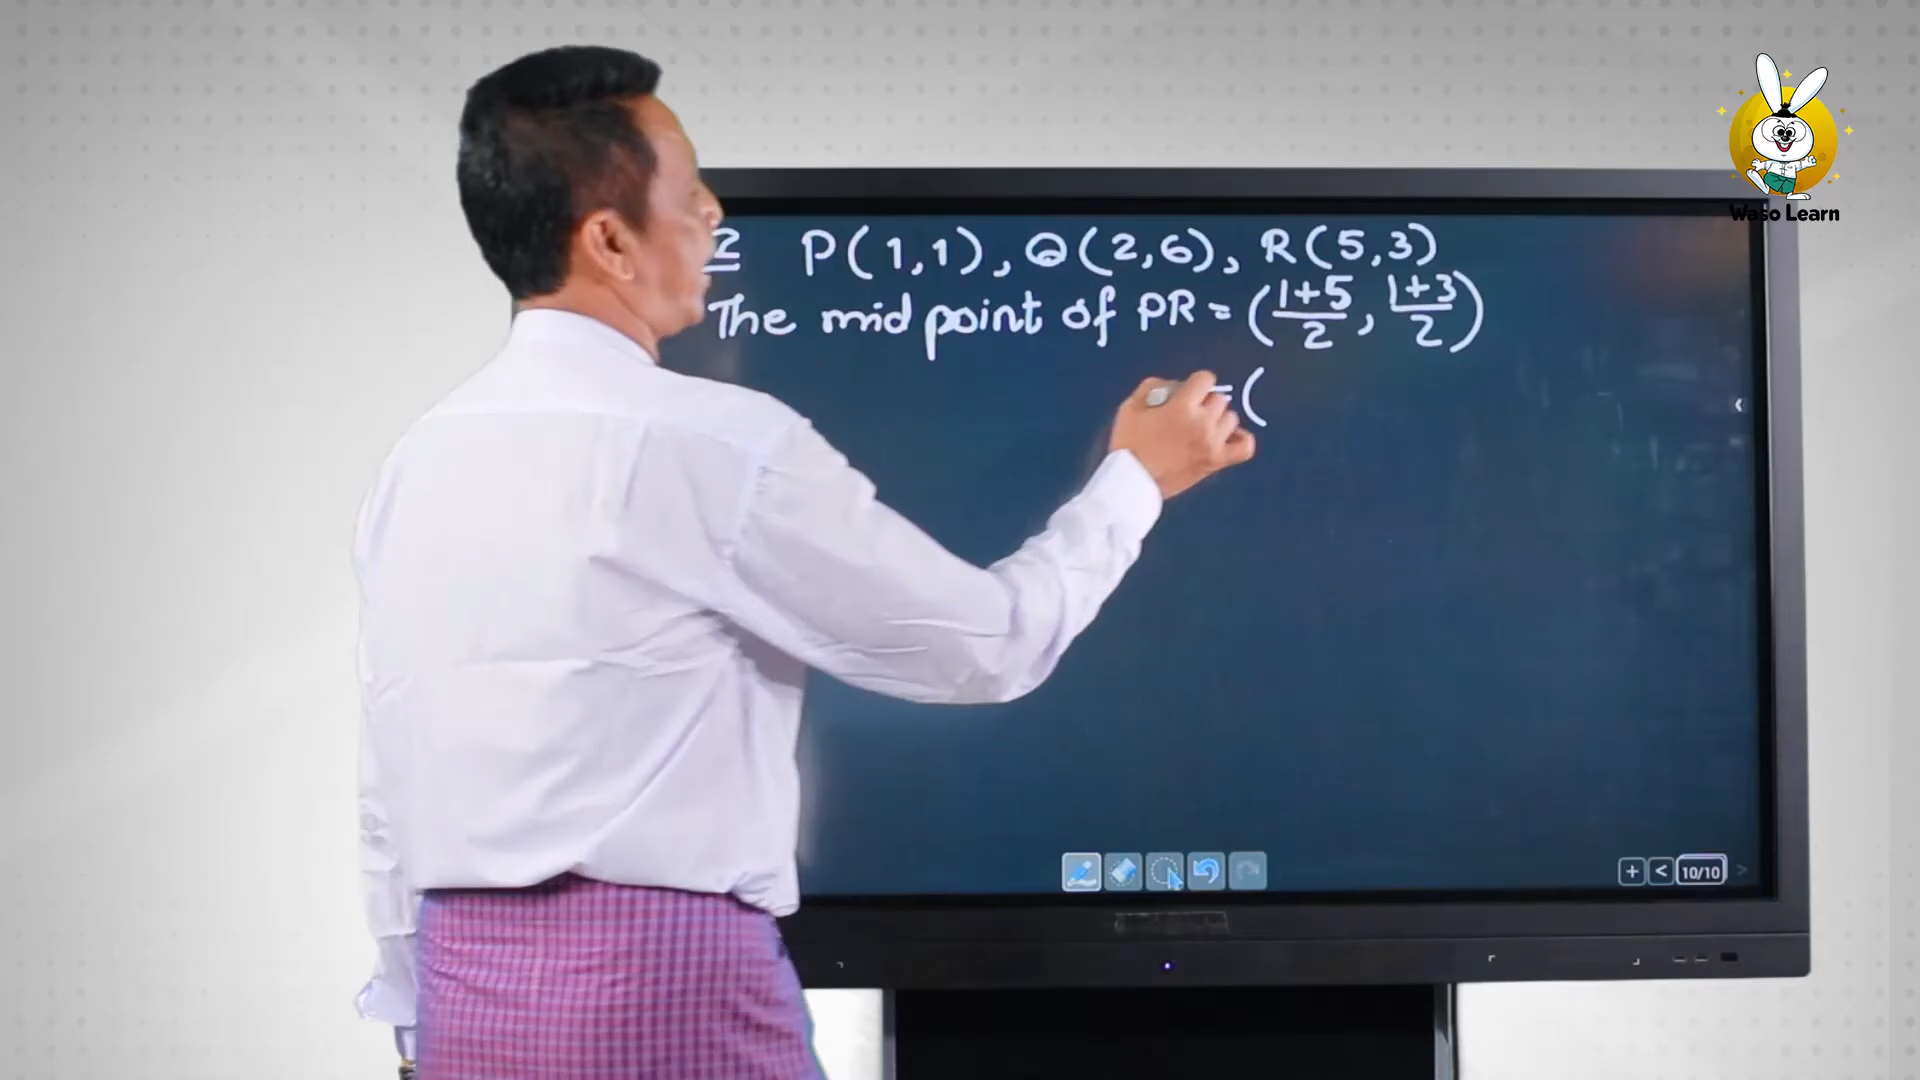 Waso Learn
2 P(1,1), Q(2,6), R(5,3)
The mid point of PR = (1+5/2, 1+3/2)
= (
10/10